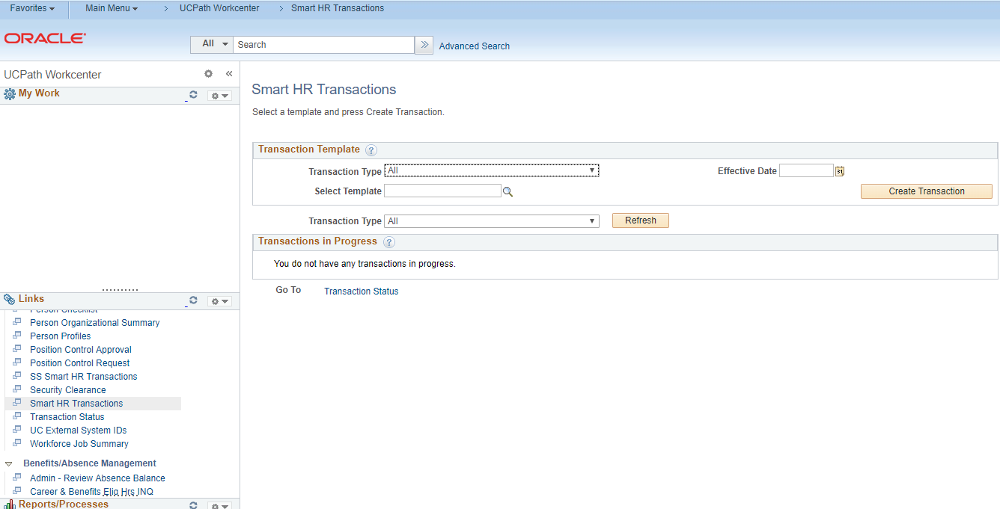 Favorites Main Menu > UCPath Workcenter > Smart HR Transactions
ORACLE
All Search Advanced Search
UCPath Workcenter
My Work
Links
Person Checklist
Person Organizational Summary
Person Profiles
Position Control Approval
Position Control Request
SS Smart HR Transactions
Security Clearance
Smart HR Transactions
Transaction Status
UC External System IDs
Workforce Job Summary
Benefits/Absence Management
Admin - Review Absence Balance
Career & Benefits Elig Hrs INQ
Reports/Processes
Smart HR Transactions
Select a template and press Create Transaction.
Transaction Template ?
Transaction Type All Effective Date 31
Select Template Create Transaction
Transaction Type All Refresh
Transactions in Progress ?
You do not have any transactions in progress.
Go To Transaction Status